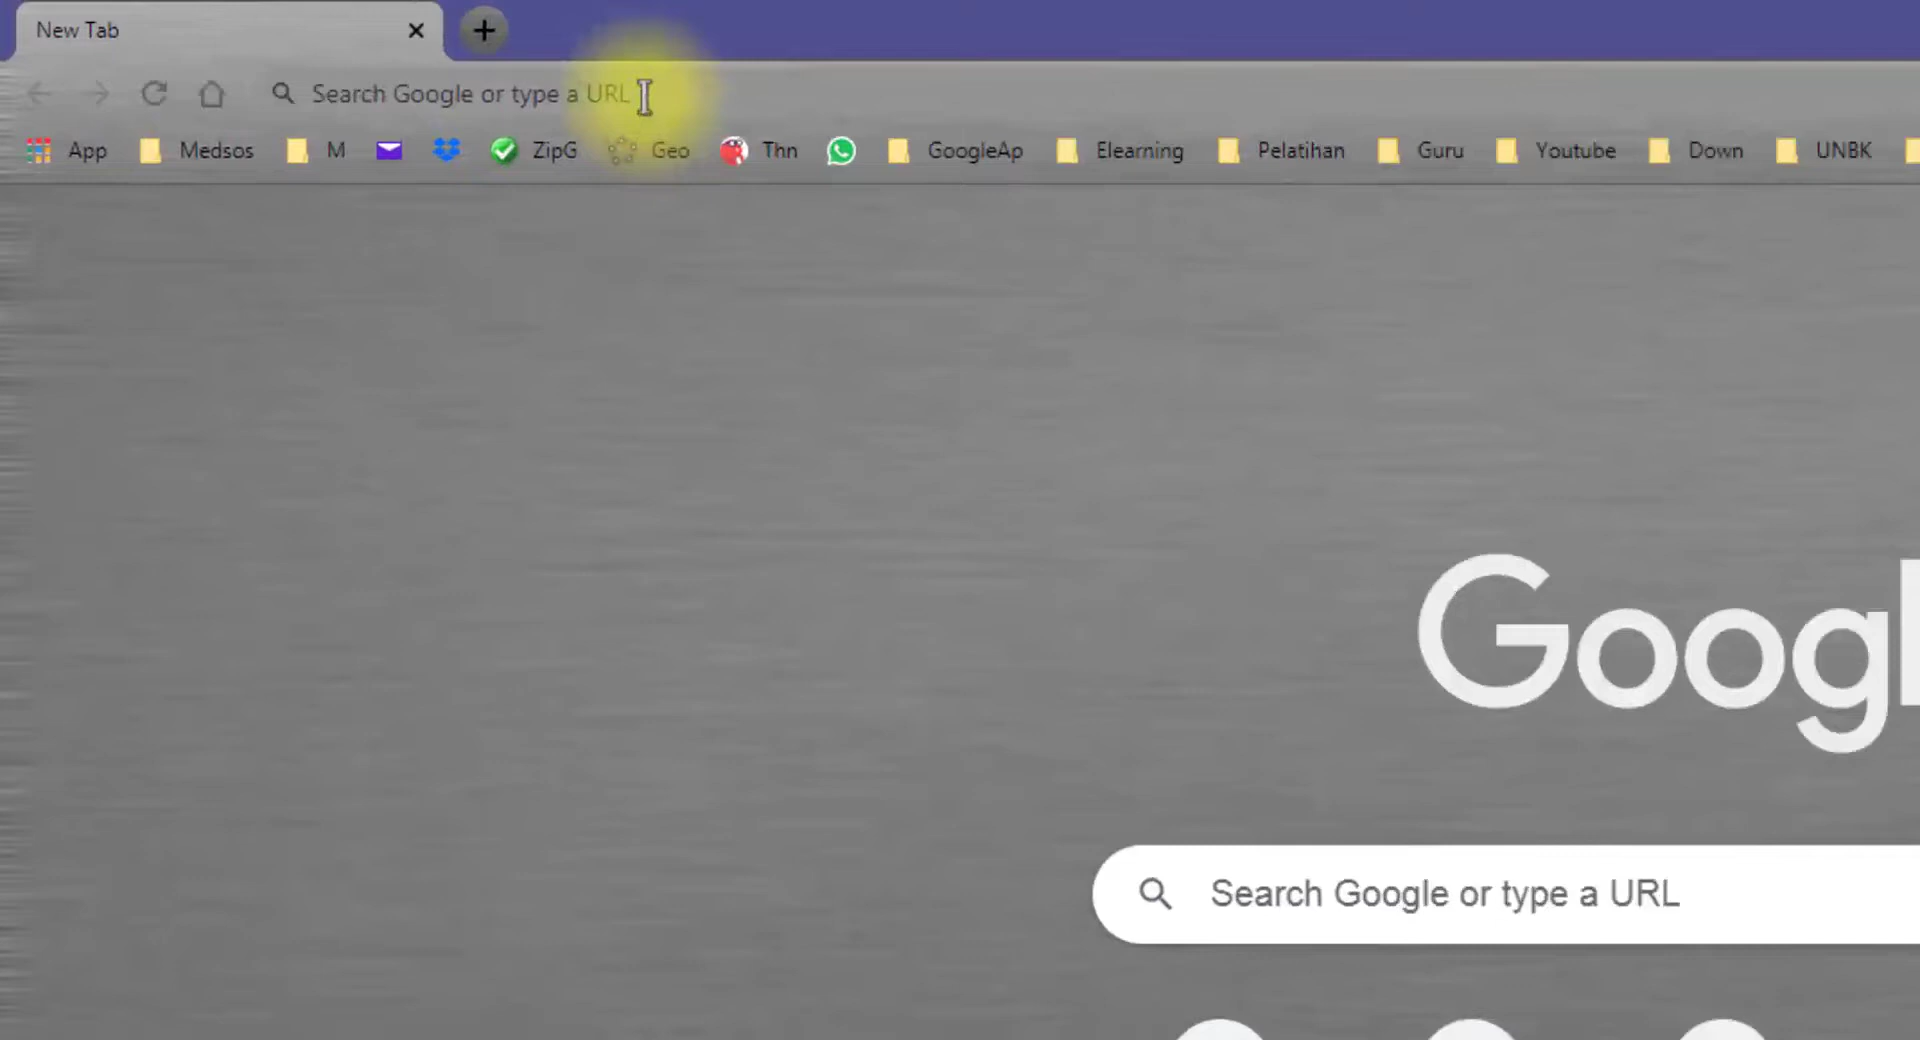 New Tab
Search Google or type a URL
App Medsos M ZipG Geo Thn GoogleAp Elearning Pelatihan Guru Youtube Down UNBK
Googl
Search Google or type a URL